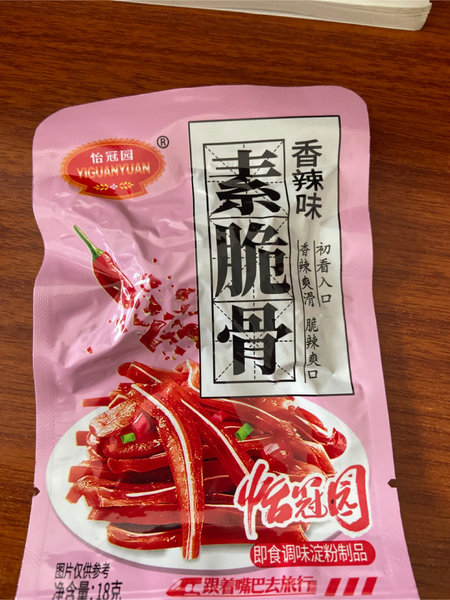 怡冠园
YIGUANYUAN
®
香辣味
素脆骨
初看入口
香辣爽滑
脆辣爽口
怡冠园
即食调味淀粉制品
图片仅供参考
净含量:18克
跟着嘴巴去旅行